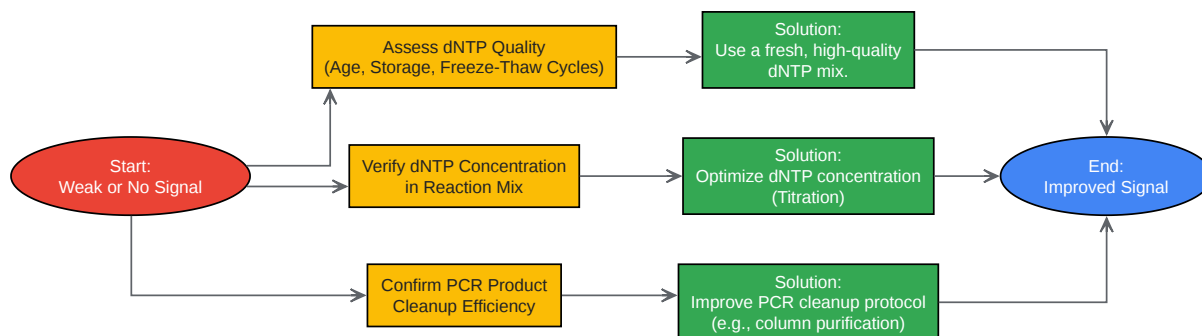 Start:
Weak or No Signal
Assess dNTP Quality
(Age, Storage, Freeze-Thaw Cycles)
Solution:
Use a fresh, high-quality
dNTP mix.
Verify dNTP Concentration
in Reaction Mix
Solution:
Optimize dNTP concentration
(Titration)
Confirm PCR Product
Cleanup Efficiency
Solution:
Improve PCR cleanup protocol
(e.g., column purification)
End:
Improved Signal